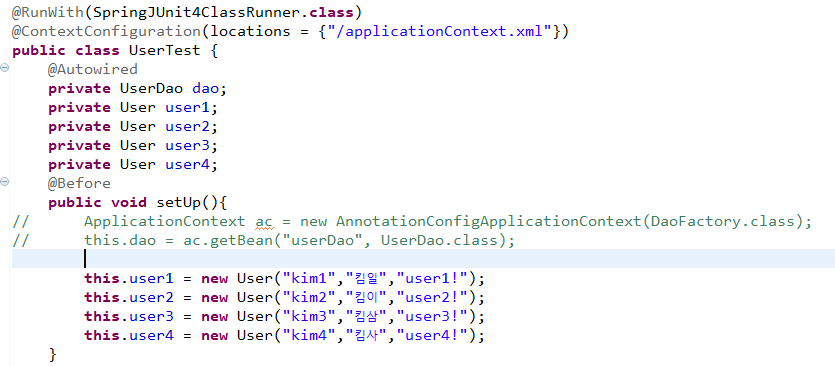 @RunWith(SpringJUnit4ClassRunner.class)
@ContextConfiguration(locations = {"/applicationContext.xml"})
public class UserTest {
    @Autowired
    private UserDao dao;
    private User user1;
    private User user2;
    private User user3;
    private User user4;
    @Before
    public void setUp(){
//      ApplicationContext ac = new AnnotationConfigApplicationContext(DaoFactory.class);
//      this.dao = ac.getBean("userDao", UserDao.class);
        this.user1 = new User("kim1","킴일","user1!");
        this.user2 = new User("kim2","킴이","user2!");
        this.user3 = new User("kim3","킴삼","user3!");
        this.user4 = new User("kim4","킴사","user4!");
    }